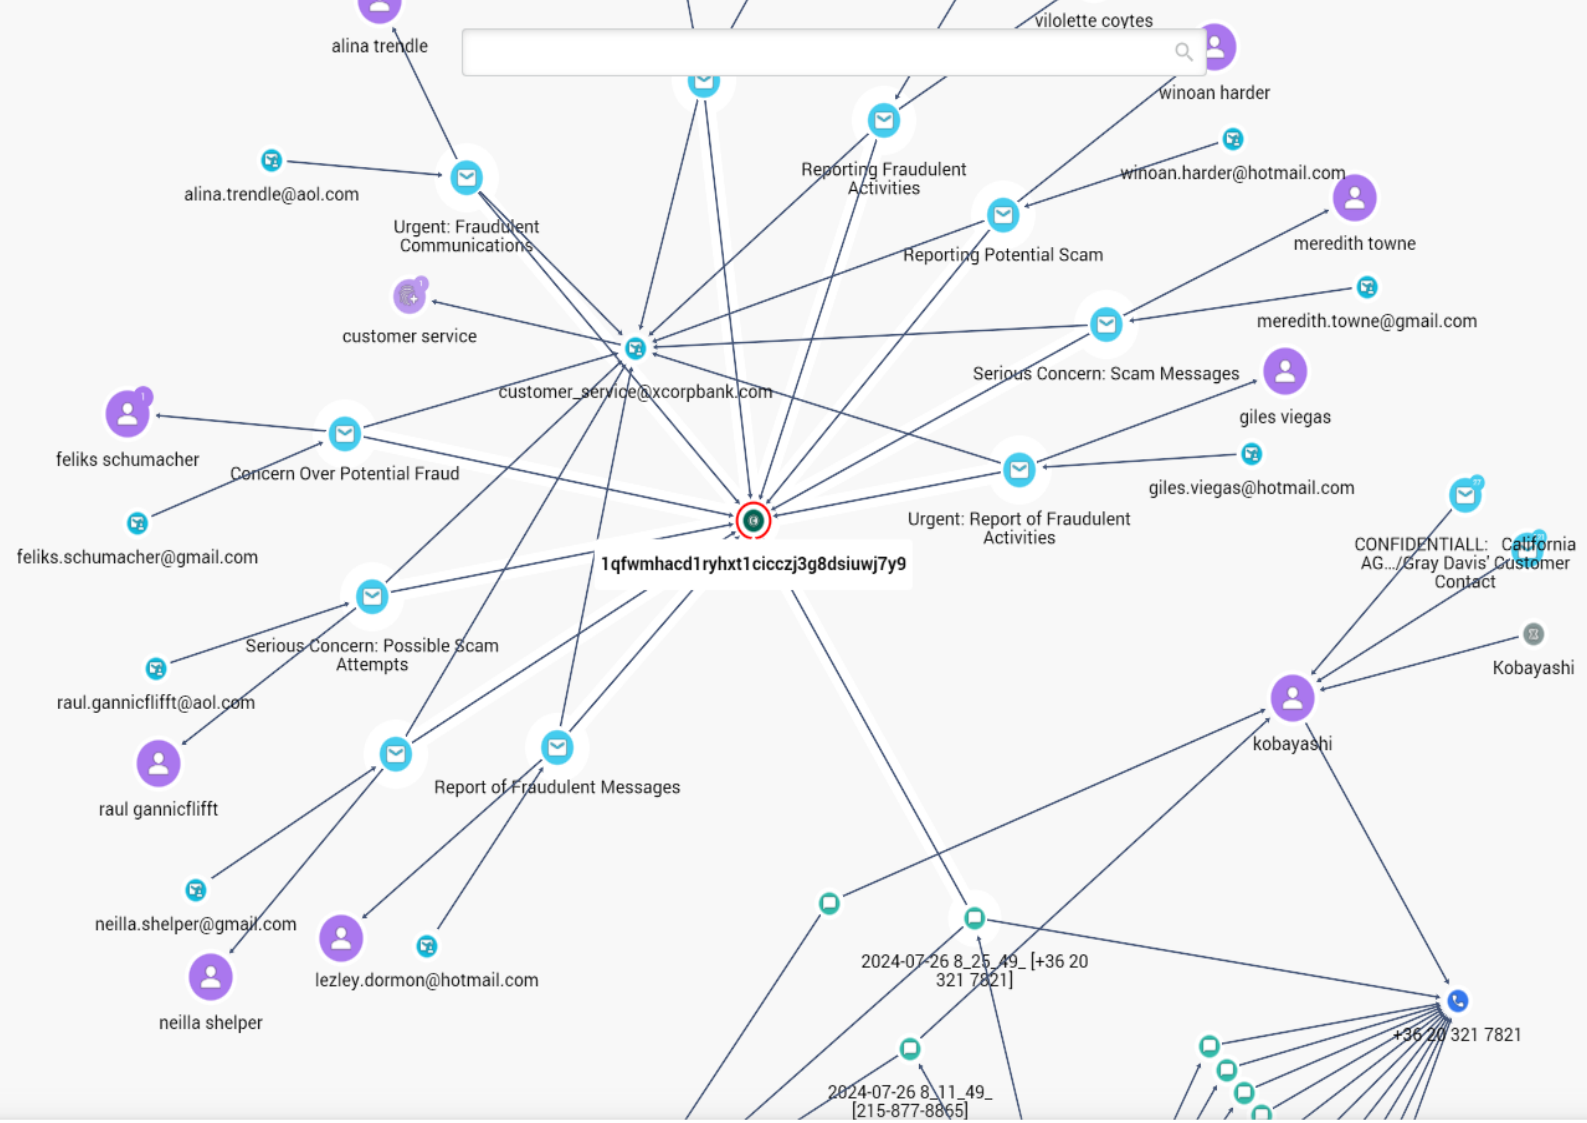 vilolette coytes
alina trendle
winoan harder
Reporting Fraudulent
Activities
winoan.harder@hotmail.com
alina.trendle@aol.com
Urgent: Fraudulent
Communications
meredith towne
Reporting Potential Scam
customer service
meredith.towne@gmail.com
Serious Concern: Scam Messages
customer_service@xcorpbank.com
1
1
giles viegas
feliks schumacher
Concern Over Potential Fraud
giles.viegas@hotmail.com
77
Urgent: Report of Fraudulent
Activities
feliks.schumacher@gmail.com
CONFIDENTIALL: California
AG.../Gray Davis' Customer
Contact
1qfwmhacd1ryhxt1cicczj3g8dsiuwj7y9
Serious Concern: Possible Scam
Attempts
Kobayashi
raul.gannicflifft@aol.com
kobayashi
Report of Fraudulent Messages
raul gannicflifft
neilla.shelper@gmail.com
2024-07-26 8_25_49_ [+36 20
321 7821]
lezley.dormon@hotmail.com
neilla shelper
+36 20 321 7821
2024-07-26 8_11_49_
[215-877-8865]